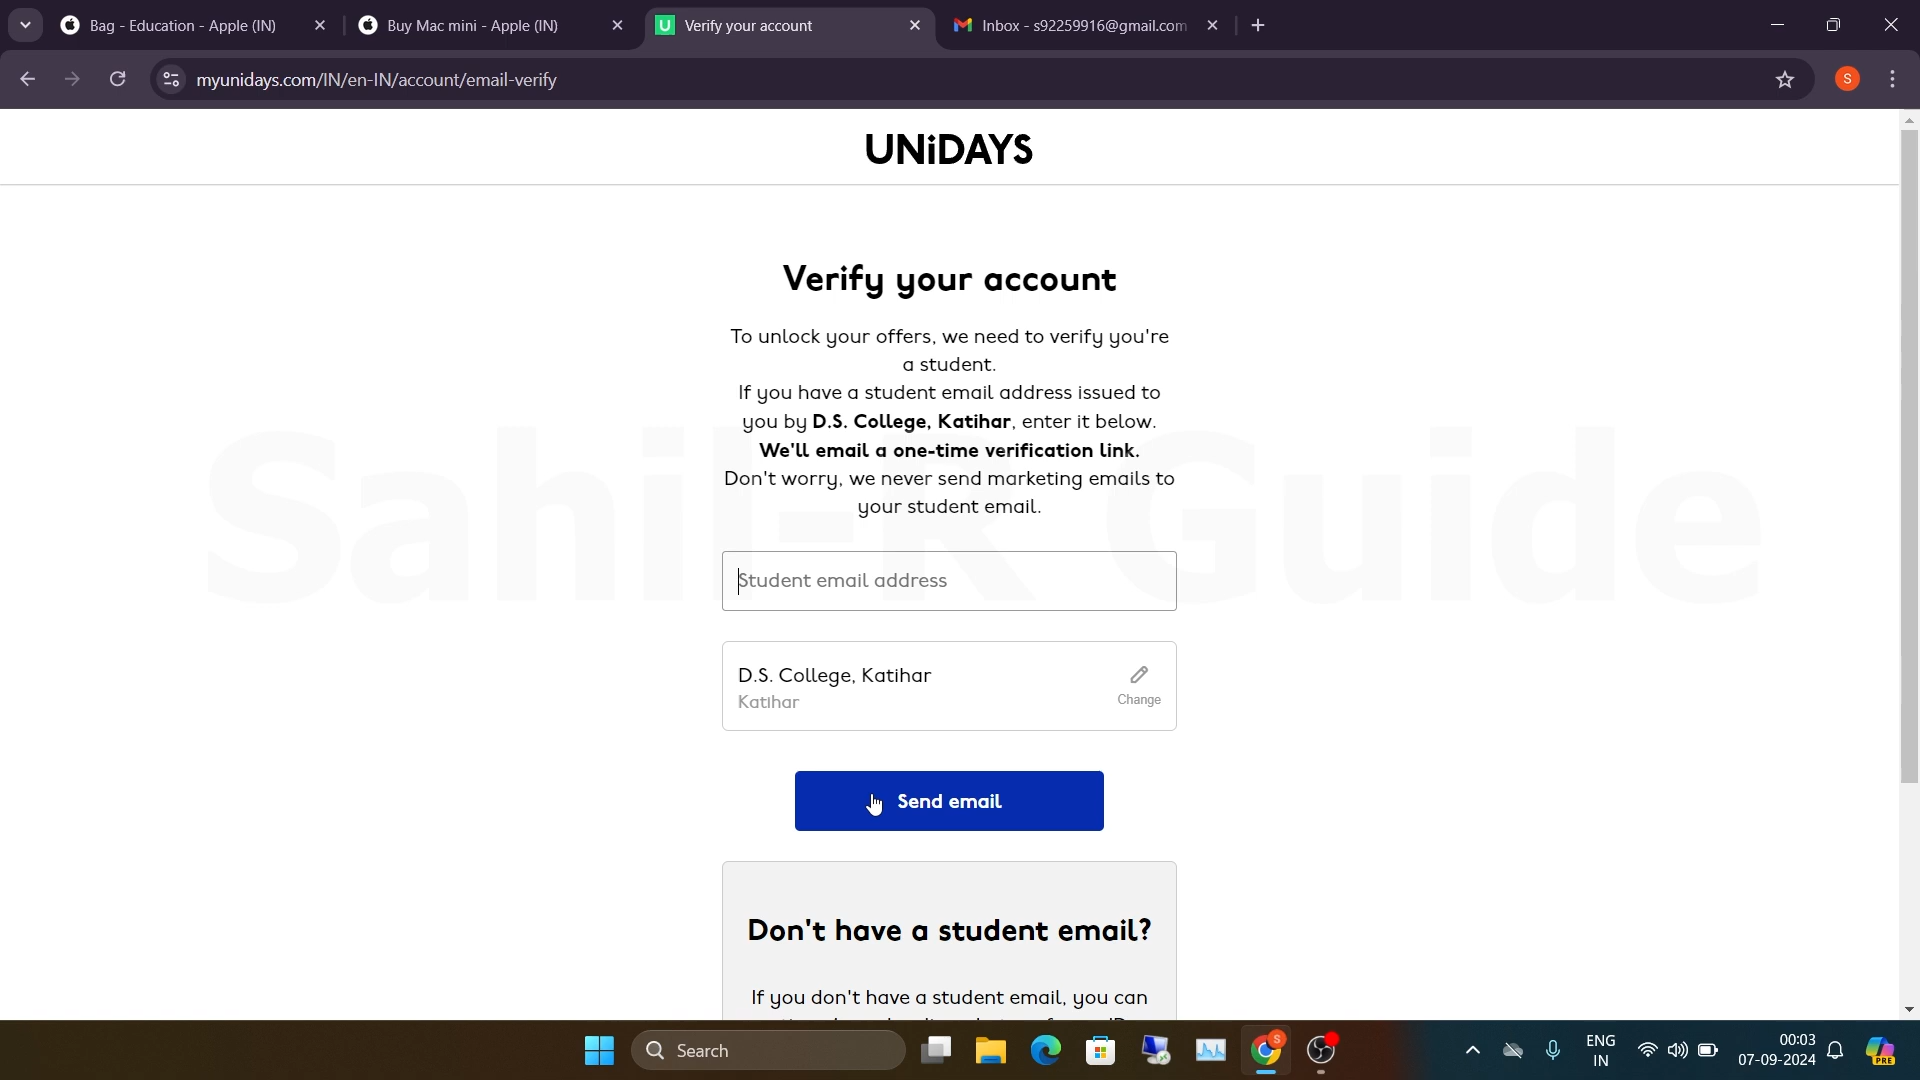 Bag - Education - Apple (IN)
Buy Mac mini - Apple (IN)
U
Verify your account
Inbox - s92259916@gmail.com
myunidays.com/IN/en-IN/account/email-verify
S
UNiDAYS
Verify your account
To unlock your offers, we need to verify you're
a student.
If you have a student email address issued to
you by D.S. College, Katihar, enter it below.
We'll email a one-time verification link.
Don't worry, we never send marketing emails to
your student email.
Sahil-R Guide
Student email address
D.S. College, Katihar
Katihar
Change
Send email
Don't have a student email?
If you don't have a student email, you can
Search
S
ENG
IN
00:03
07-09-2024
PRE